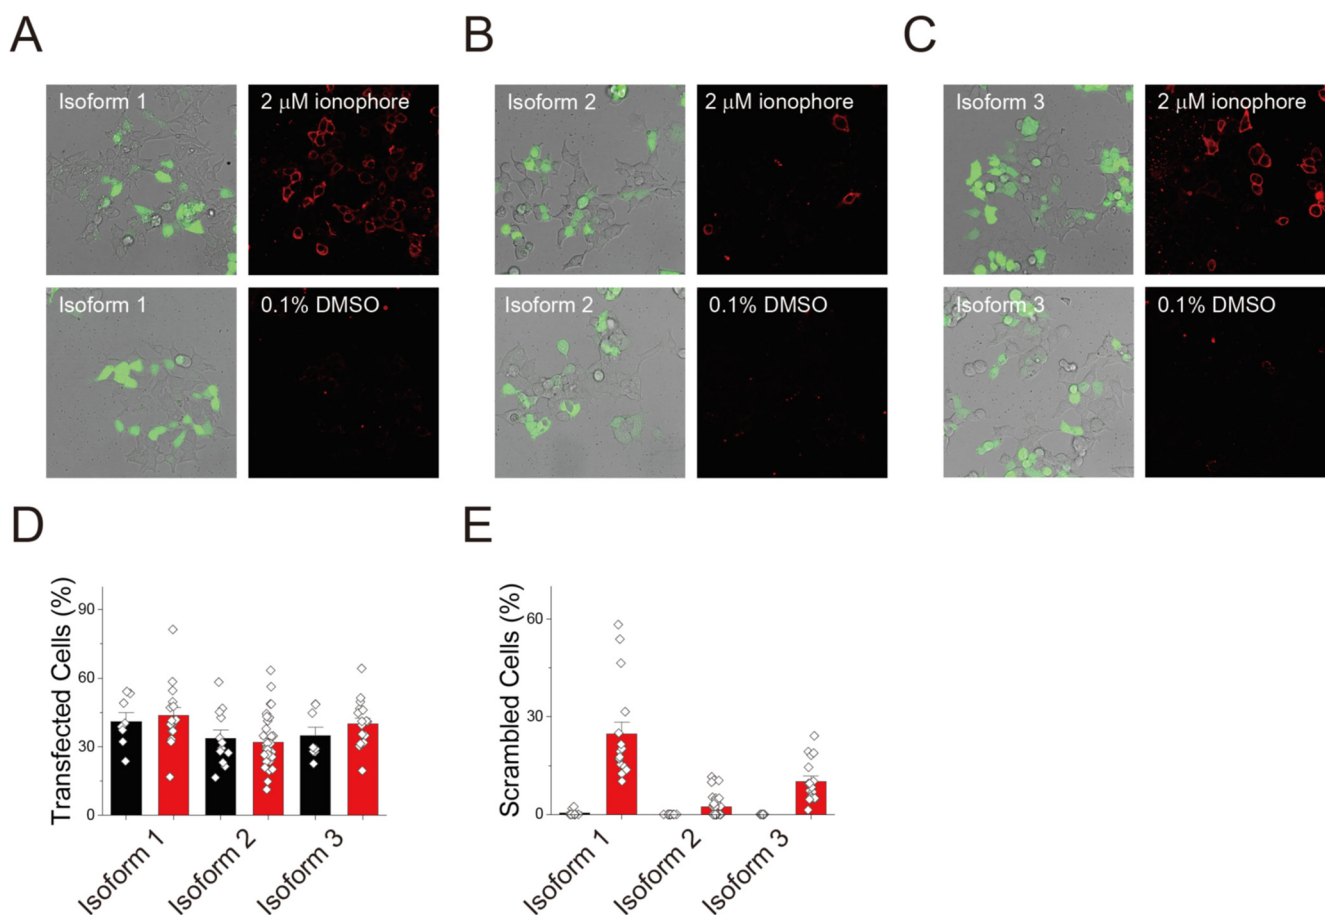 A
B
C
Isoform 1
2 μM ionophore
Isoform 2
2 μM ionophore
Isoform 3
2 μM ionophore
Isoform 1
0.1% DMSO
Isoform 2
0.1% DMSO
Isoform 3
0.1% DMSO
D
E
Transfected Cells (%)
90
60
30
0
Isoform 1
Isoform 2
Isoform 3
Scrambled Cells (%)
60
30
0
Isoform 1
Isoform 2
Isoform 3